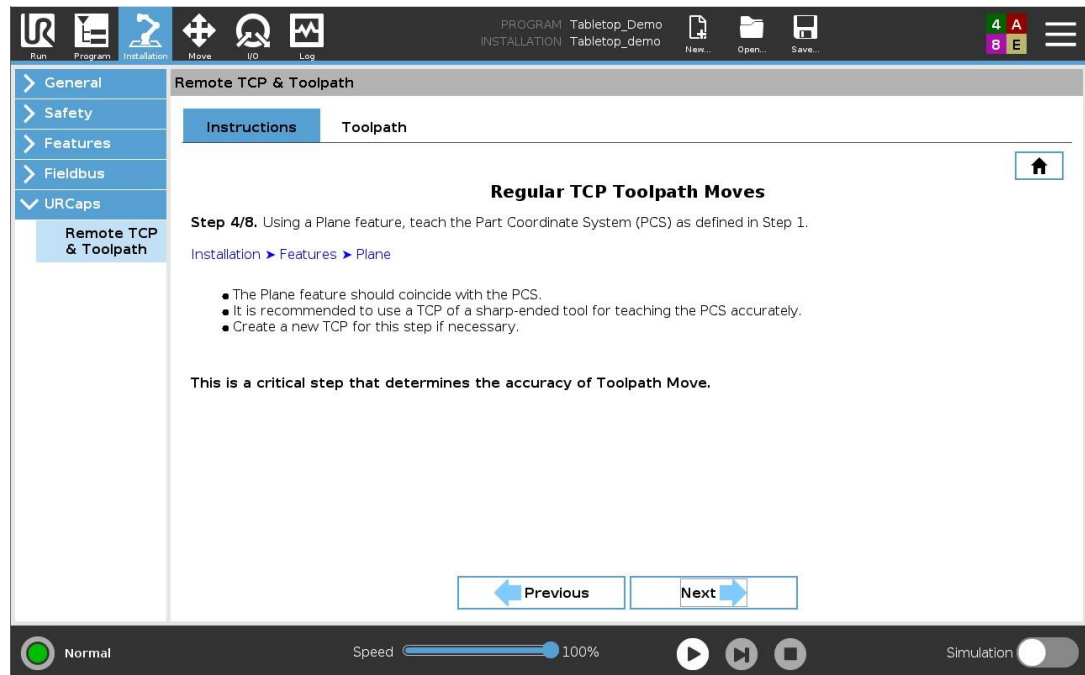 PROGRAM Tabletop_Demo
INSTALLATION Tabletop_demo
Run Program Installation Move I/O Log New... Open... Save...
4 A
8 E
General
Safety
Features
Fieldbus
URCaps
Remote TCP
& Toolpath
Remote TCP & Toolpath
Instructions Toolpath
Regular TCP Toolpath Moves
Step 4/8. Using a Plane feature, teach the Part Coordinate System (PCS) as defined in Step 1.
Installation ➤ Features ➤ Plane
● The Plane feature should coincide with the PCS.
● It is recommended to use a TCP of a sharp-ended tool for teaching the PCS accurately.
● Create a new TCP for this step if necessary.
This is a critical step that determines the accuracy of Toolpath Move.
Previous Next
Normal Speed 100% Simulation